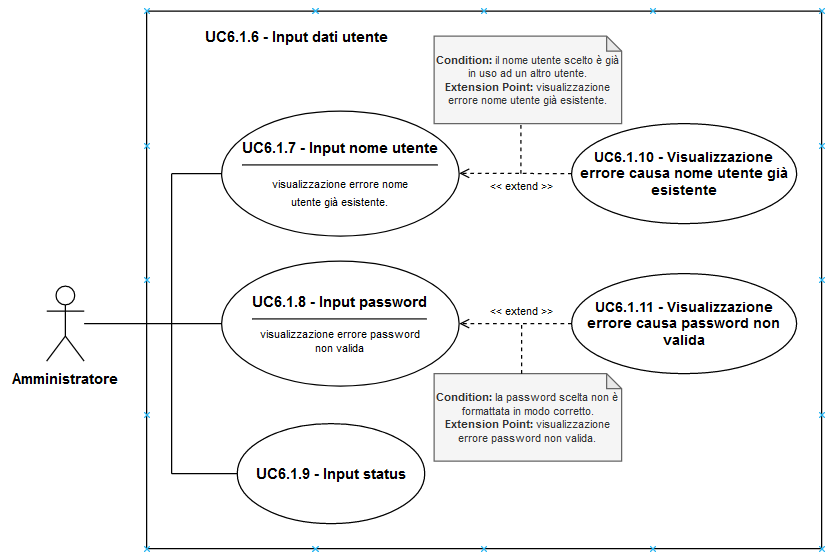 UC6.1.6 - Input dati utente
Condition: il nome utente scelto è già
in uso ad un altro utente.
Extension Point: visualizzazione
errore nome utente già esistente.
UC6.1.7 - Input nome utente
visualizzazione errore nome
utente già esistente.
<< extend >>
UC6.1.10 - Visualizzazione
errore causa nome utente già
esistente
UC6.1.8 - Input password
visualizzazione errore password
non valida
<< extend >>
UC6.1.11 - Visualizzazione
errore causa password non
valida
Amministratore
Condition: la password scelta non è
formattata in modo corretto.
Extension Point: visualizzazione
errore password non valida.
UC6.1.9 - Input status